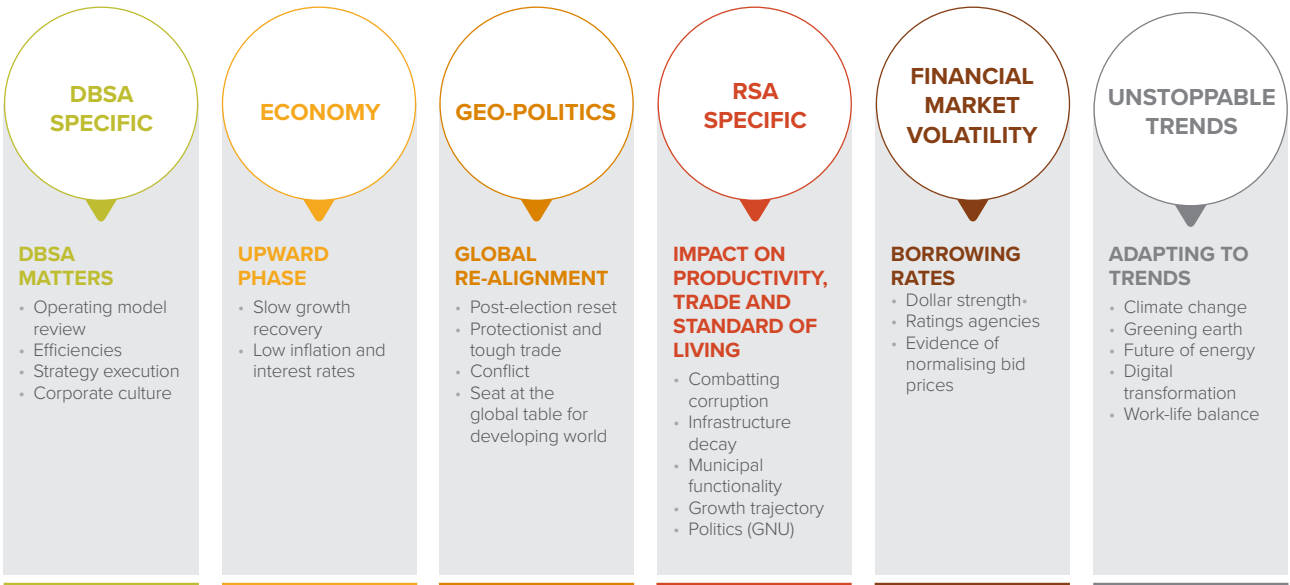 DBSA
SPECIFIC
DBSA
MATTERS
• Operating model
review
• Efficiencies
• Strategy execution
• Corporate culture
ECONOMY
UPWARD
PHASE
• Slow growth
recovery
• Low inflation and
interest rates
GEO-POLITICS
GLOBAL
RE-ALIGNMENT
• Post-election reset
• Protectionist and
tough trade
• Conflict
• Seat at the
global table for
developing world
RSA
SPECIFIC
IMPACT ON
PRODUCTIVITY,
TRADE AND
STANDARD OF
LIVING
• Combatting
corruption
• Infrastructure
decay
• Municipal
functionality
• Growth trajectory
• Politics (GNU)
FINANCIAL
MARKET
VOLATILITY
BORROWING
RATES
• Dollar strength•
• Ratings agencies
• Evidence of
normalising bid
prices
UNSTOPPABLE
TRENDS
ADAPTING TO
TRENDS
• Climate change
• Greening earth
• Future of energy
• Digital
transformation
• Work-life balance